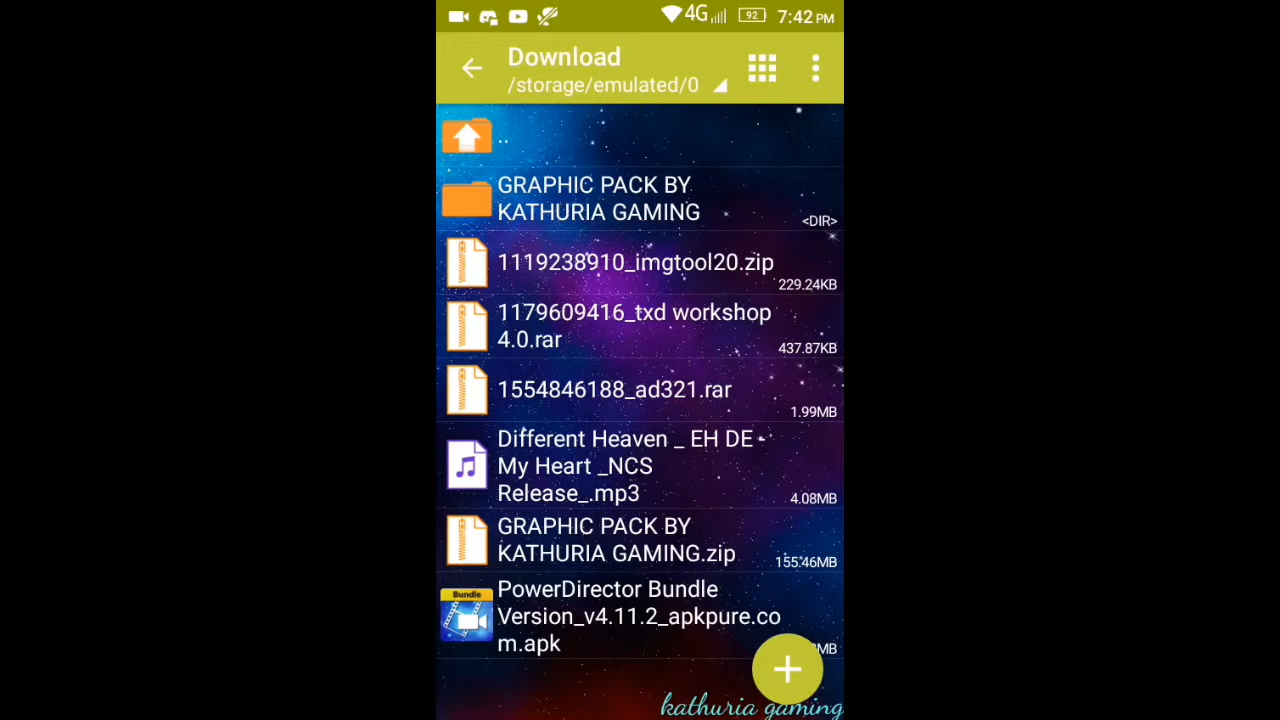 4G 92 7:42 PM
Download
/storage/emulated/0
..
GRAPHIC PACK BY
KATHURIA GAMING
<DIR>
1119238910_imgtool20.zip
229.24KB
1179609416_txd workshop
4.0.rar
437.87KB
1554846188_ad321.rar
1.99MB
Different Heaven _ EH DE -
My Heart _NCS
Release_.mp3
4.08MB
GRAPHIC PACK BY
KATHURIA GAMING.zip
155.46MB
Bundle
PowerDirector Bundle
Version_v4.11.2_apkpure.co
m.apk
MB
kathuria gaming